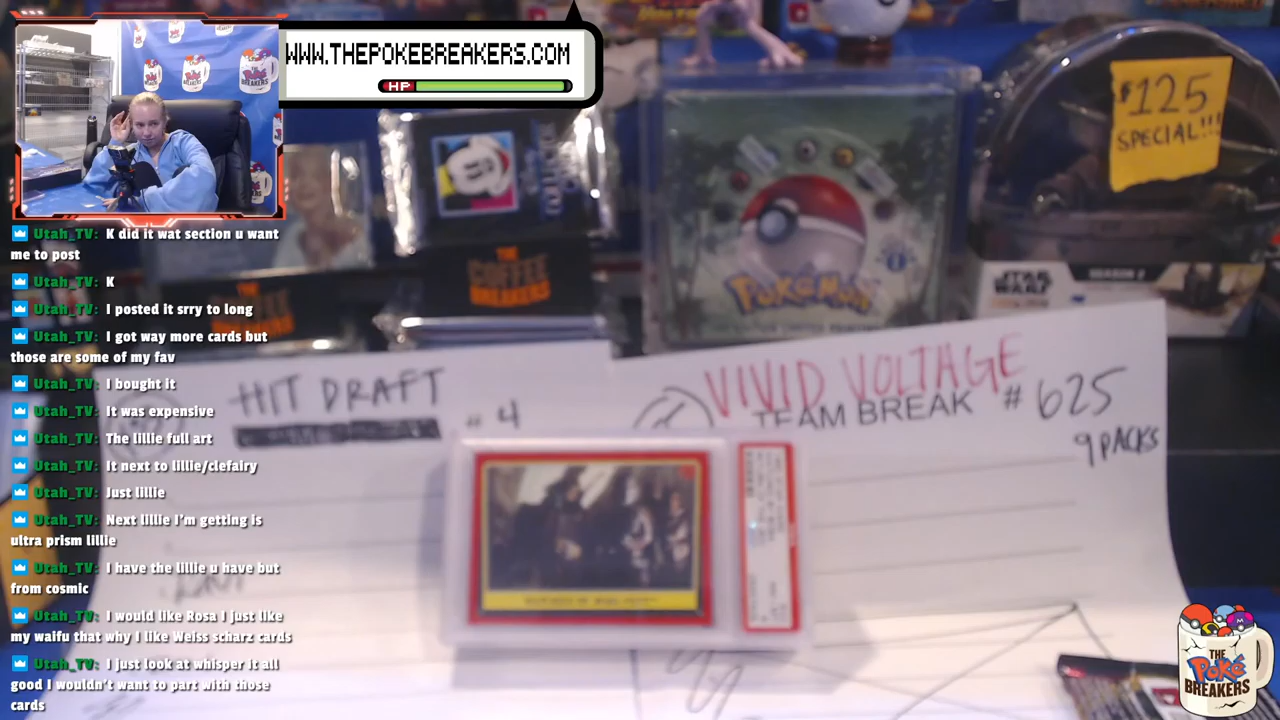 WWW.THEPOKEBREAKERS.COM
HP
$125
SPECIAL!!!
Utah_TV: K did it wat section u want
me to post
Utah_TV: K
Utah_TV: I posted it srry to long
Utah_TV: I got way more cards but
those are some of my fav
Utah_TV: I bought it
Utah_TV: It was expensive
Utah_TV: The lillie full art
Utah_TV: It next to lillie/clefairy
Utah_TV: Just lillie
Utah_TV: Next lillie I'm getting is
ultra prism lillie
Utah_TV: I have the lillie u have but
from cosmic
Utah_TV: I would like Rosa I just like
my waifu that why I like Weiss scharz cards
Utah_TV: I just look at whisper it all
good I wouldn't want to part with those
cards
THE
COFFEE
BREAKERS
POKéMON
STAR
WARS
SEASON 2
HIT DRAFT
# 4
VIVID VOLTAGE
TEAM BREAK # 625
9 PACKS
THE
Poké
BREAKERS